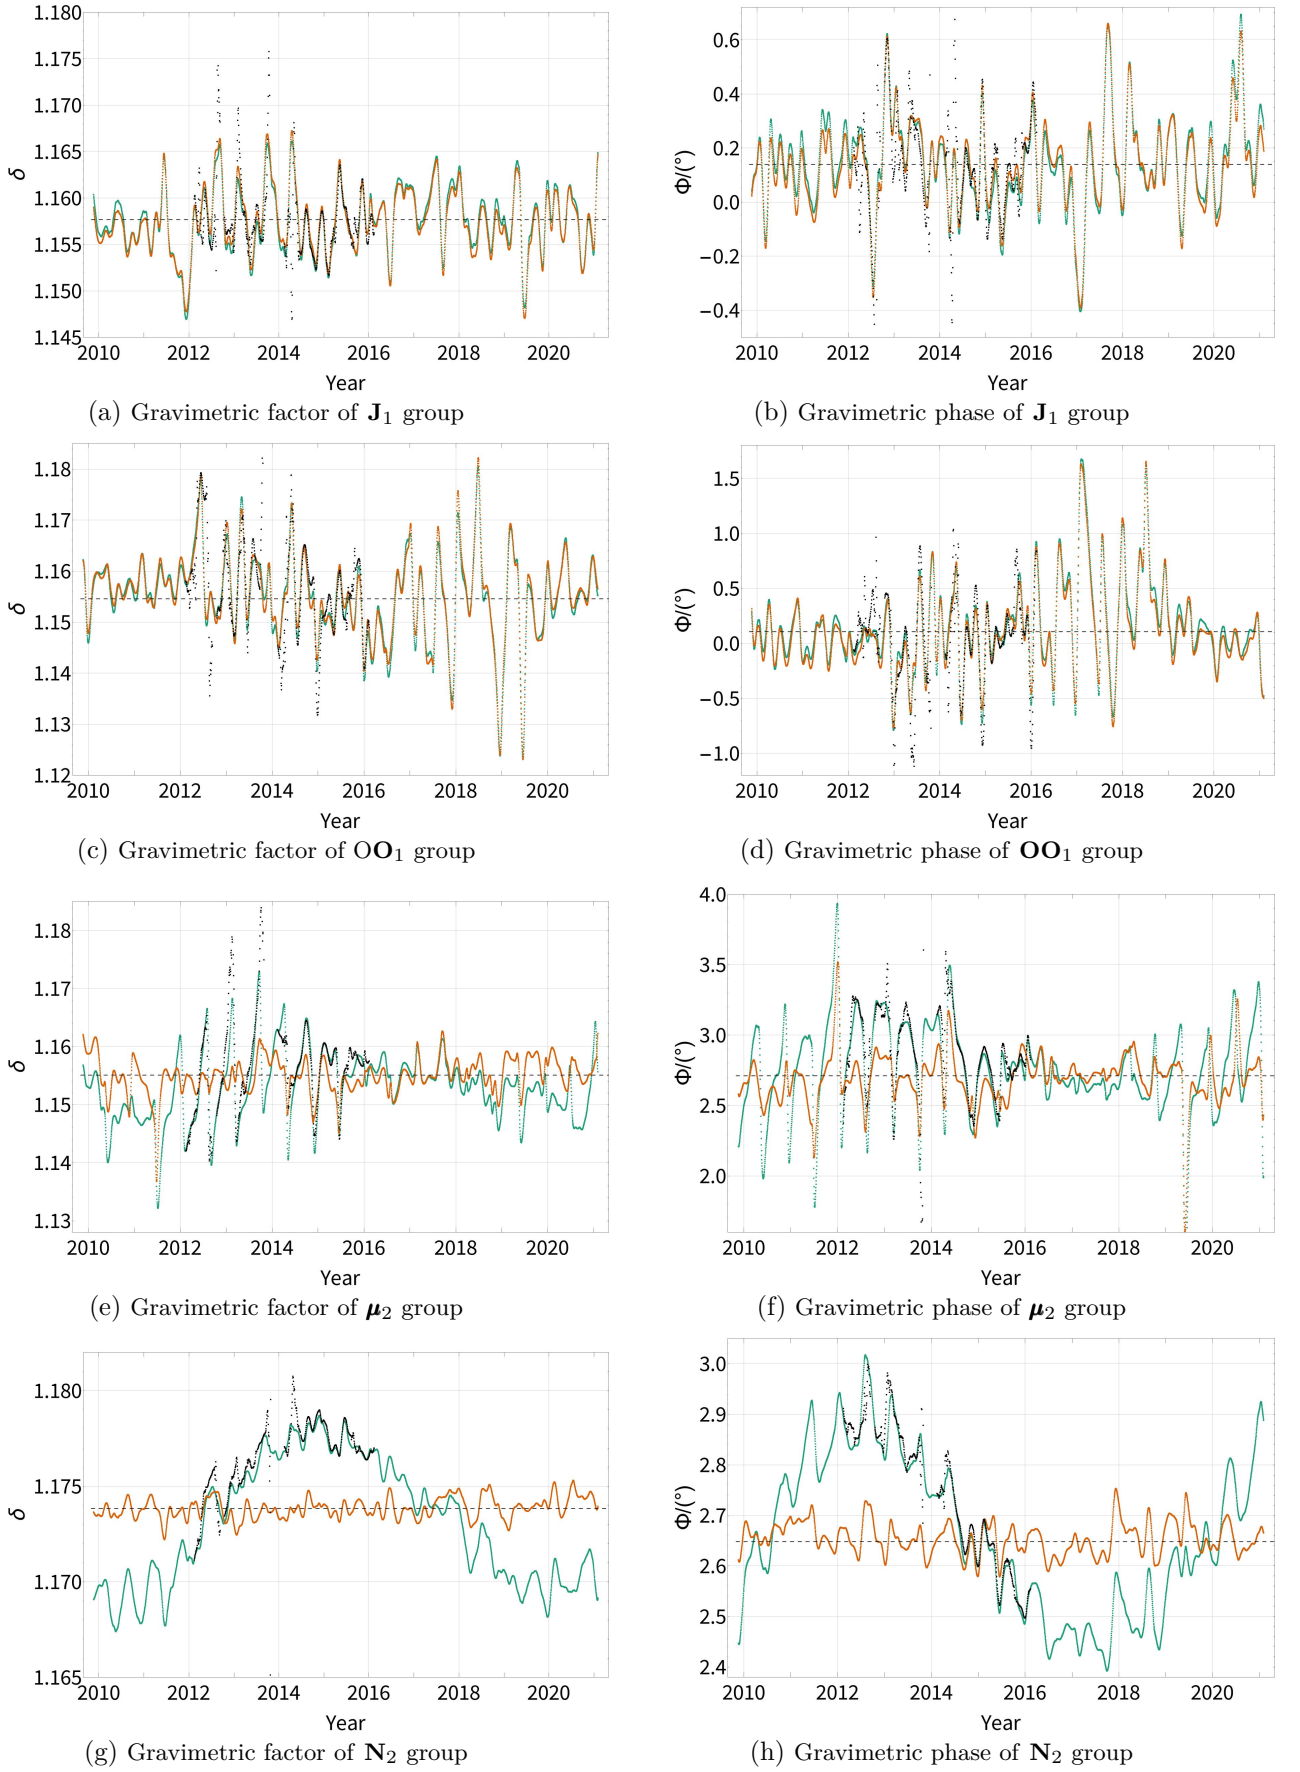 1.180
1.175
1.170
1.165
1.160
1.155
1.150
1.145
δ
2010 2012 2014 2016 2018 2020
Year
(a) Gravimetric factor of J₁ group
0.6
0.4
0.2
0.0
−0.2
−0.4
Φ/(°)
2010 2012 2014 2016 2018 2020
Year
(b) Gravimetric phase of J₁ group
1.18
1.17
1.16
1.15
1.14
1.13
1.12
δ
2010 2012 2014 2016 2018 2020
Year
(c) Gravimetric factor of OO₁ group
1.5
1.0
0.5
0.0
−0.5
−1.0
Φ/(°)
2010 2012 2014 2016 2018 2020
Year
(d) Gravimetric phase of OO₁ group
1.18
1.17
1.16
1.15
1.14
1.13
δ
2010 2012 2014 2016 2018 2020
Year
(e) Gravimetric factor of μ₂ group
4.0
3.5
3.0
2.5
2.0
Φ/(°)
2010 2012 2014 2016 2018 2020
Year
(f) Gravimetric phase of μ₂ group
1.180
1.175
1.170
1.165
δ
2010 2012 2014 2016 2018 2020
Year
(g) Gravimetric factor of N₂ group
3.0
2.9
2.8
2.7
2.6
2.5
2.4
Φ/(°)
2010 2012 2014 2016 2018 2020
Year
(h) Gravimetric phase of N₂ group